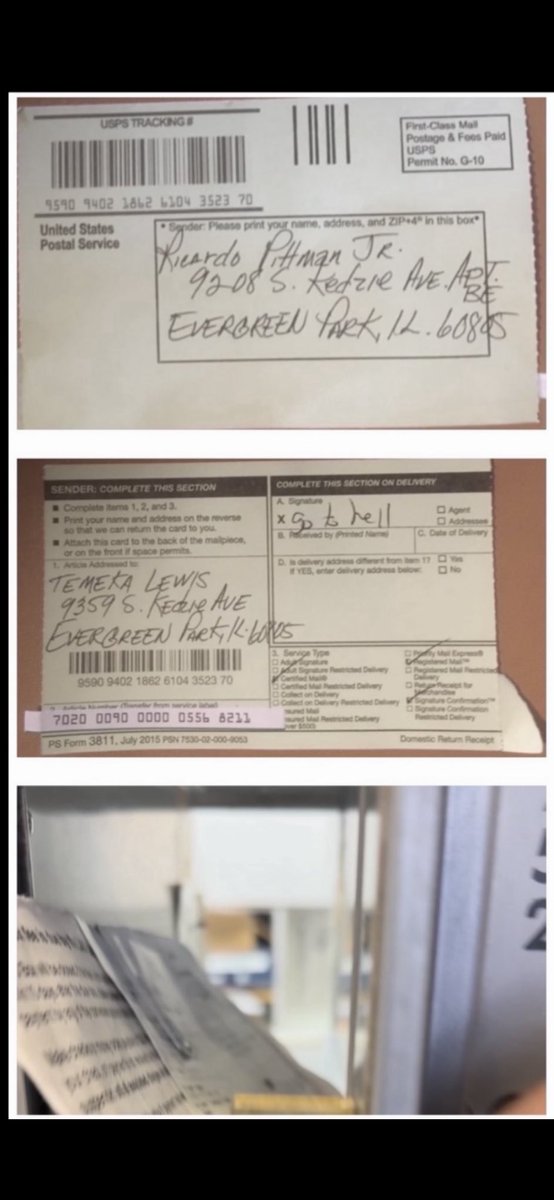 USPS TRACKING #
First-Class Mail
Postage & Fees Paid
USPS
Permit No. G-10
9590 9402 1862 6104 3523 70
United States
Postal Service
• Sender: Please print your name, address, and ZIP+4® in this box•
Ricardo Pittman JR.
9208 S. Kedzie AVE. APT.
BE
EVERGREEN PARK, IL. 60805
SENDER: COMPLETE THIS SECTION
■ Complete items 1, 2, and 3.
■ Print your name and address on the reverse
so that we can return the card to you.
■ Attach this card to the back of the mailpiece,
or on the front if space permits.
1. Article Addressed to:
TEMEKA LEWIS
9359 S. KEDZIE AVE
EVERGREEN PARK, IL. 60805
9590 9402 1862 6104 3523 70
2. Article Number (Transfer from service label)
7020 0090 0000 0556 8211
PS Form 3811, July 2015 PSN 7530-02-000-9053
COMPLETE THIS SECTION ON DELIVERY
A. Signature
X go to hell
□ Agent
□ Addressee
B. Received by (Printed Name)
C. Date of Delivery
D. Is delivery address different from item 1? □ Yes
If YES, enter delivery address below: □ No
3. Service Type
□ Adult Signature
□ Adult Signature Restricted Delivery
Certified Mail®
□ Certified Mail Restricted Delivery
□ Collect on Delivery
□ Collect on Delivery Restricted Delivery
nsured Mail
nsured Mail Restricted Delivery
over $500)
□ Priority Mail Express®
Registered Mail™
□ Registered Mail Restricted
Delivery
□ Return Receipt for
Merchandise
Signature Confirmation™
□ Signature Confirmation
Restricted Delivery
Domestic Return Receipt